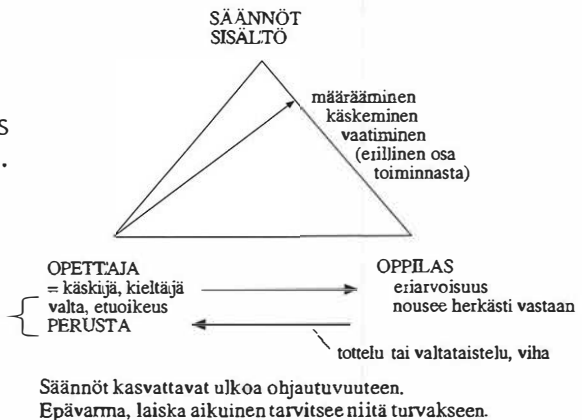 SÄÄNNÖT
SISÄLTÖ
määrääminen
käskeminen
vaatiminen
(erillinen osa
toiminnasta)
S
.
OPETTAJA
= käskijä, kieltäjä
valta, etuoikeus
PERUSTA
OPPILAS
eriarvoisuus
nousee herkästi vastaan
tottelu tai valtataistelu, viha
Säännöt kasvattavat ulkoa objautuvuuteen.
Epävarma, laiska aikuinen tarvitsee niitä turvakseen.